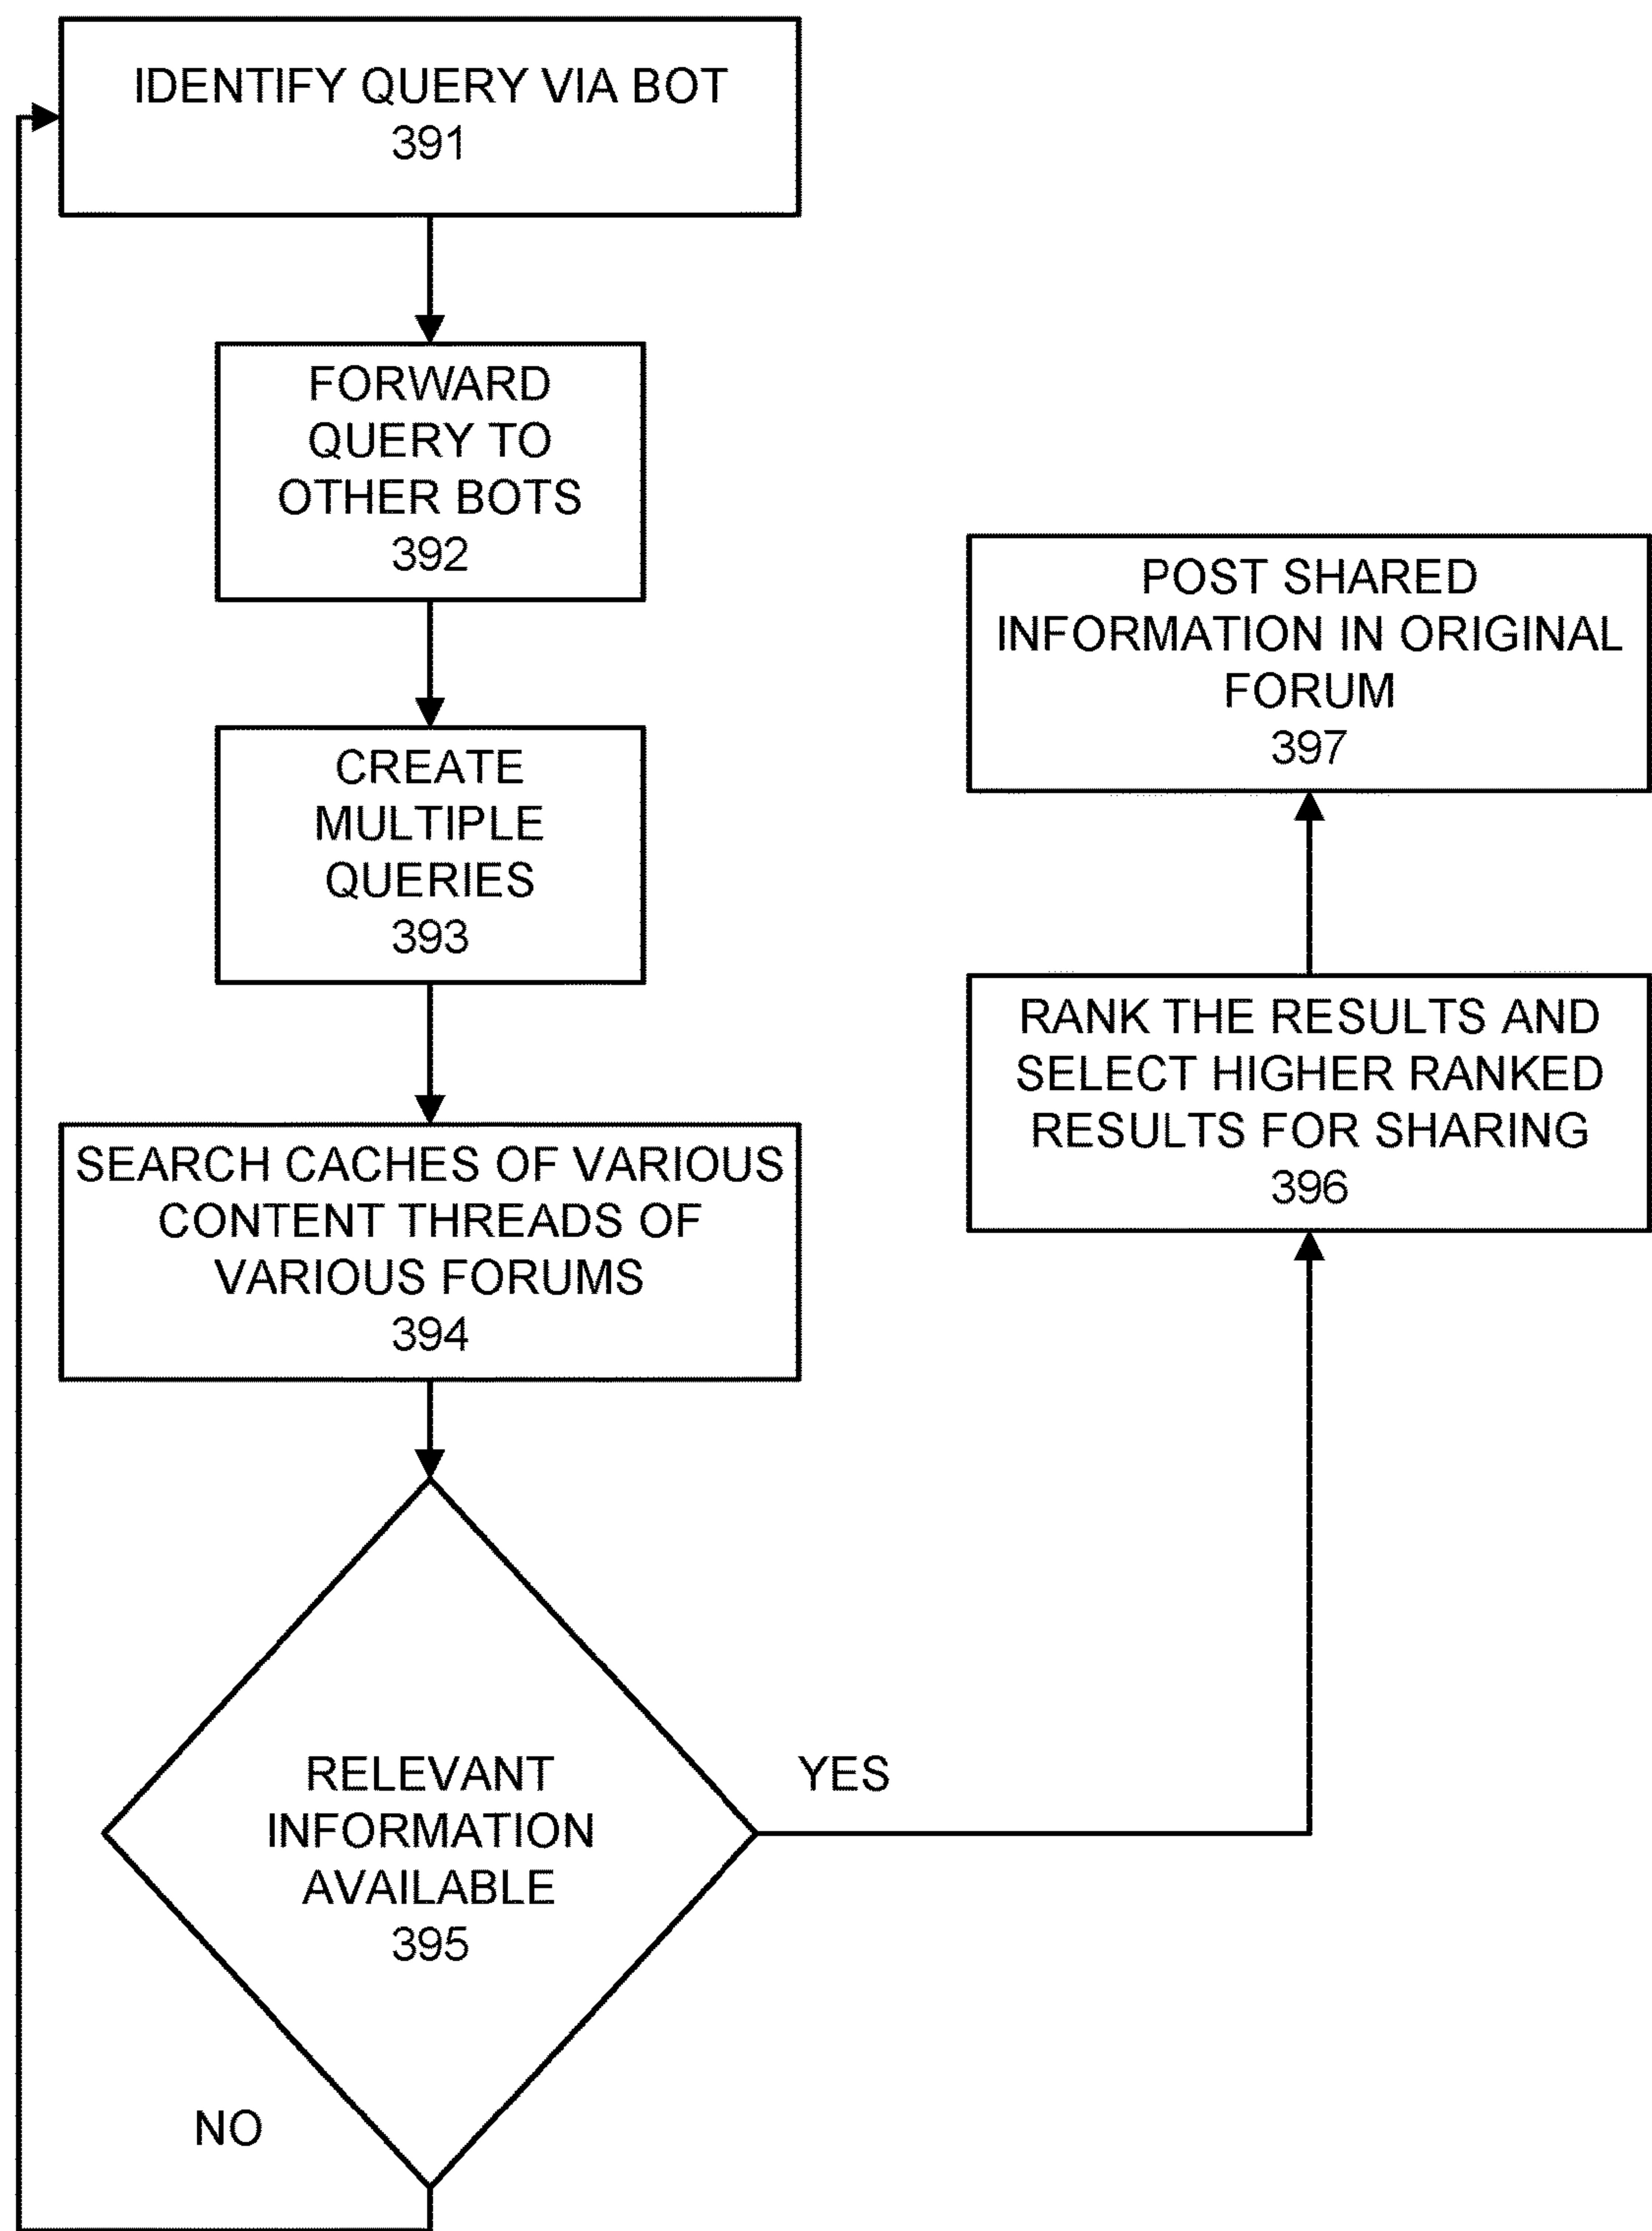 IDENTIFY QUERY VIA BOT
391
FORWARD
QUERY TO
OTHER BOTS
392
CREATE
MULTIPLE
QUERIES
393
SEARCH CACHES OF VARIOUS
CONTENT THREADS OF
VARIOUS FORUMS
394
RELEVANT
INFORMATION
AVAILABLE
395
YES
NO
RANK THE RESULTS AND
SELECT HIGHER RANKED
RESULTS FOR SHARING
396
POST SHARED
INFORMATION IN ORIGINAL
FORUM
397